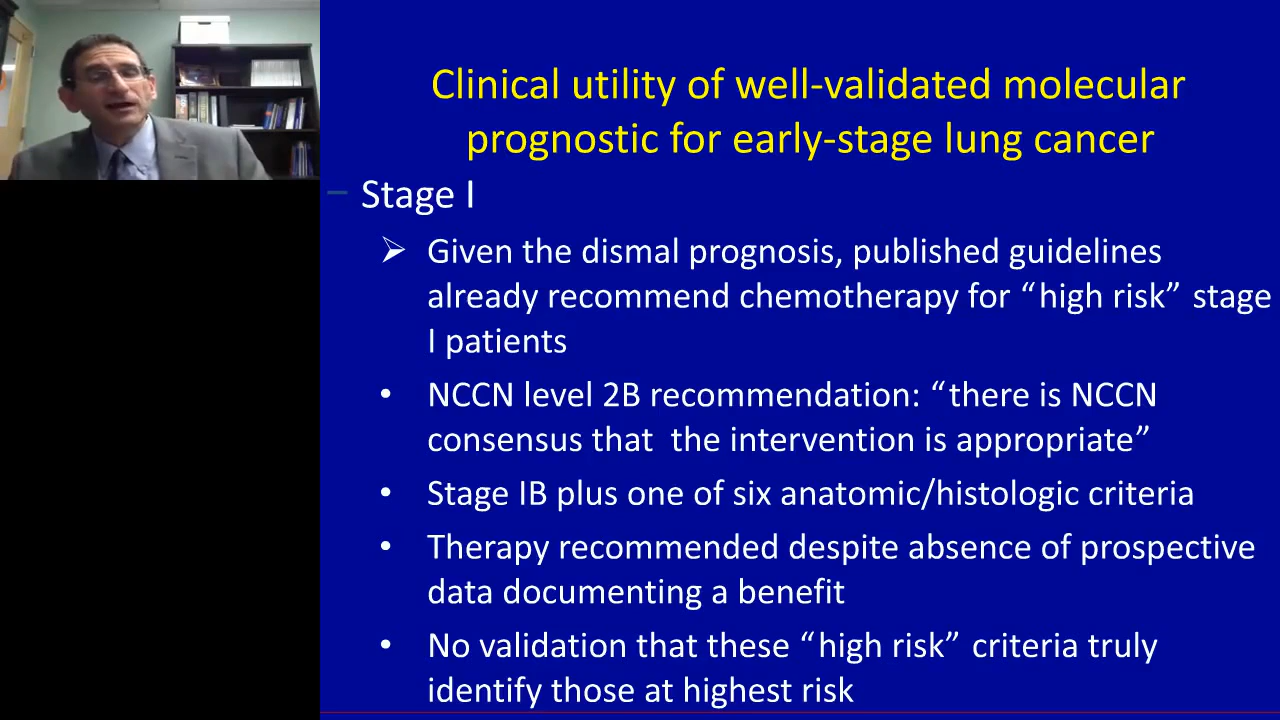 Clinical utility of well-validated molecular
prognostic for early-stage lung cancer
– Stage I
➢ Given the dismal prognosis, published guidelines
already recommend chemotherapy for “high risk” stage
I patients
• NCCN level 2B recommendation: “there is NCCN
consensus that  the intervention is appropriate”
• Stage IB plus one of six anatomic/histologic criteria
• Therapy recommended despite absence of prospective
data documenting a benefit
• No validation that these “high risk” criteria truly
identify those at highest risk